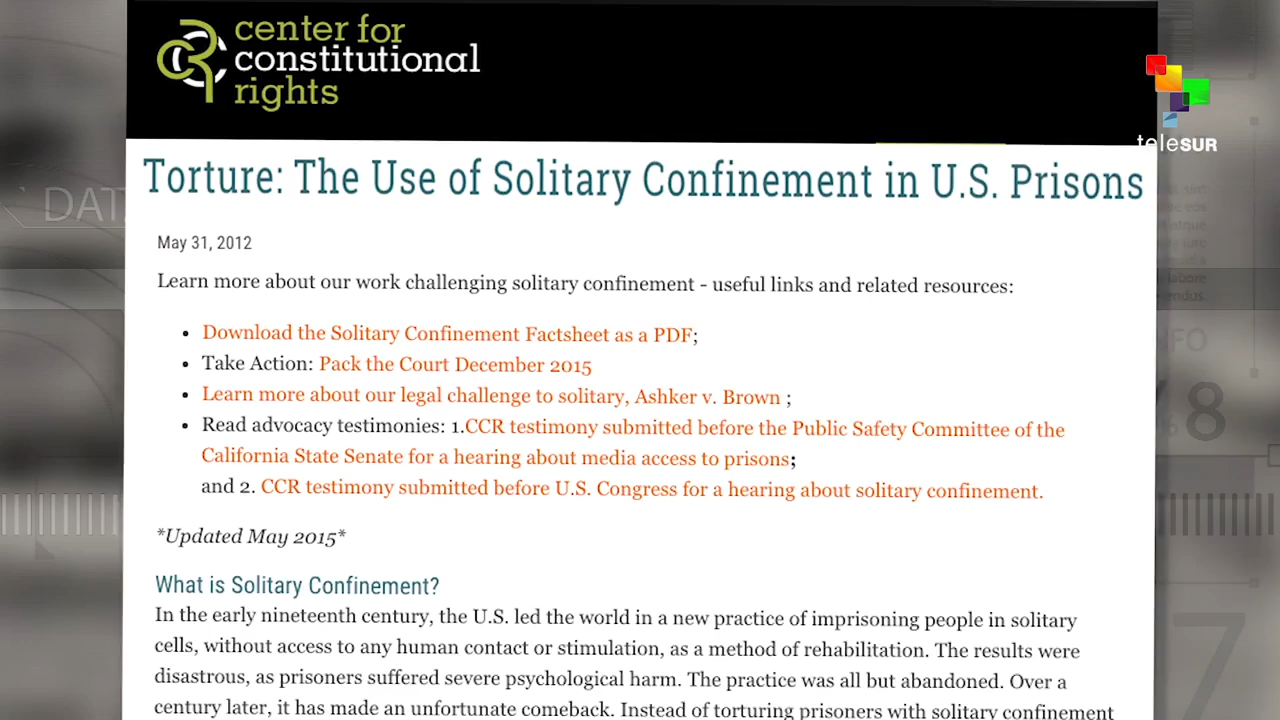 center for
constitutional
rights
teleSUR
Torture: The Use of Solitary Confinement in U.S. Prisons
DAT
May 31, 2012
Learn more about our work challenging solitary confinement - useful links and related resources:
• Download the Solitary Confinement Factsheet as a PDF;
• Take Action: Pack the Court December 2015
• Learn more about our legal challenge to solitary, Ashker v. Brown ;
• Read advocacy testimonies: 1.CCR testimony submitted before the Public Safety Committee of the
California State Senate for a hearing about media access to prisons;
and 2. CCR testimony submitted before U.S. Congress for a hearing about solitary confinement.
*Updated May 2015*
What is Solitary Confinement?
In the early nineteenth century, the U.S. led the world in a new practice of imprisoning people in solitary
cells, without access to any human contact or stimulation, as a method of rehabilitation. The results were
disastrous, as prisoners suffered severe psychological harm. The practice was all but abandoned. Over a
century later, it has made an unfortunate comeback. Instead of torturing prisoners with solitary confinement
labore
NFO
8
7